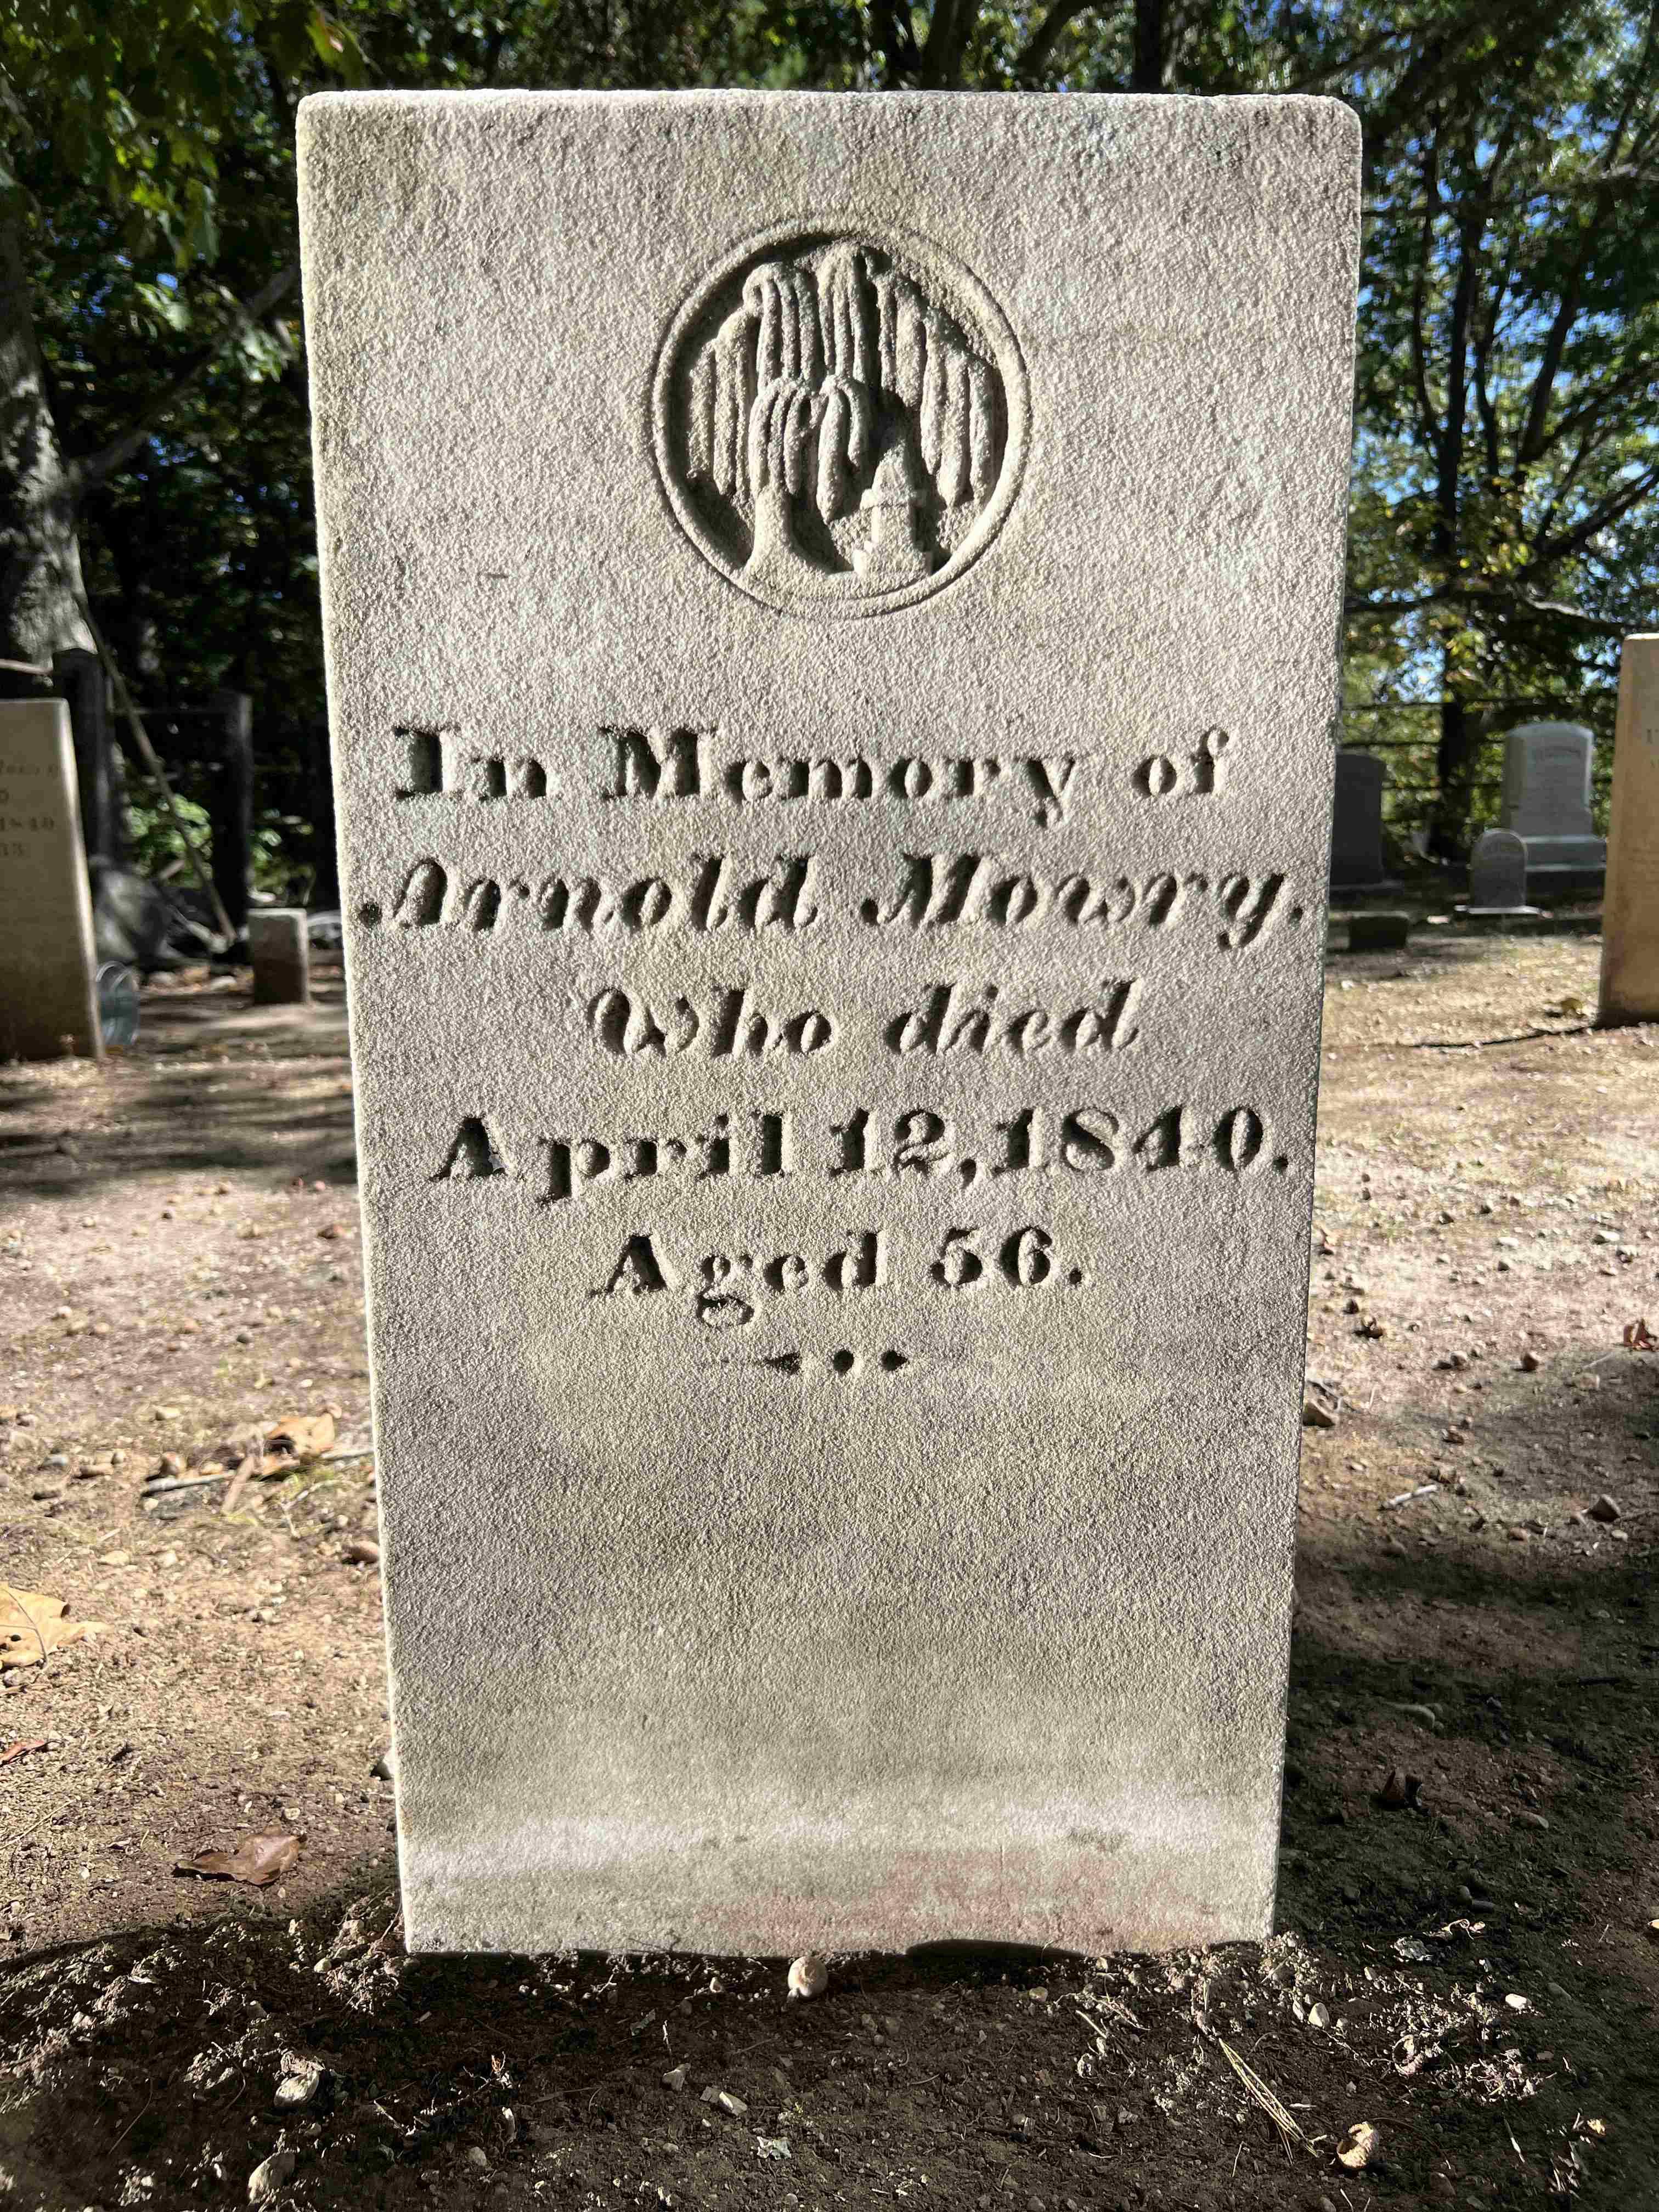 In Memory of
Arnold Mowry.
Who died
April 12, 1840.
Aged 56.